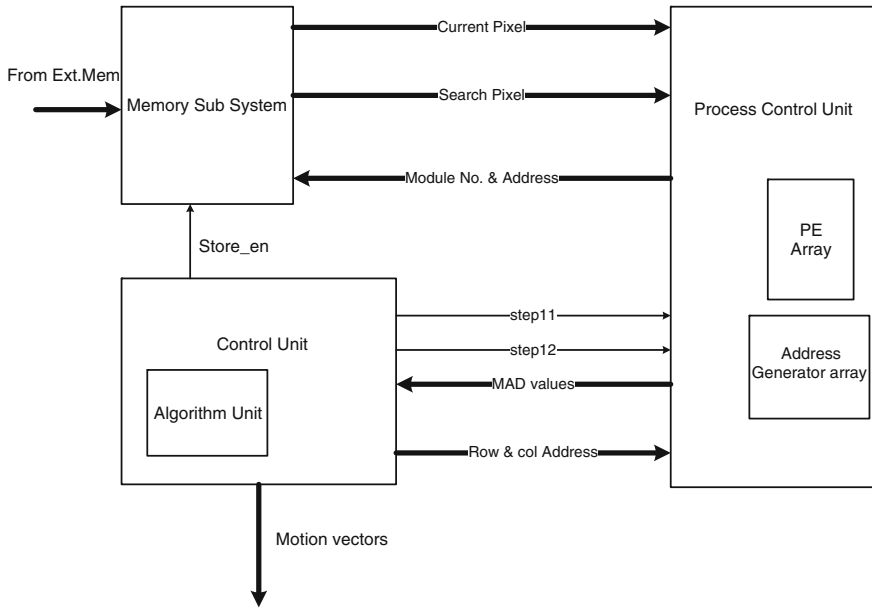 Current Pixel
From Ext.Mem
Memory Sub System
Search Pixel
Process Control Unit
Module No. & Address
PE
Array
Store_en
step11
Control Unit
step12
Address
Generator array
MAD values
Algorithm Unit
Row & col Address
Motion vectors